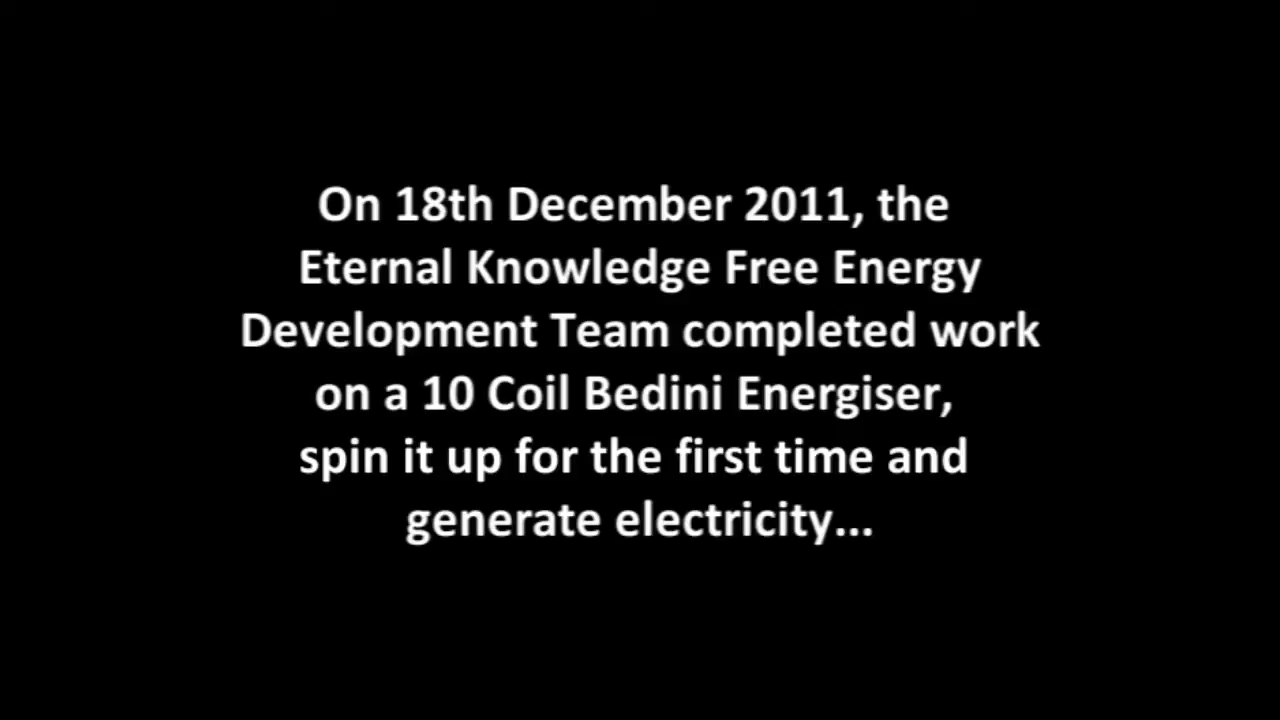 On 18th December 2011, the
Eternal Knowledge Free Energy
Development Team completed work
on a 10 Coil Bedini Energiser,
spin it up for the first time and
generate electricity...